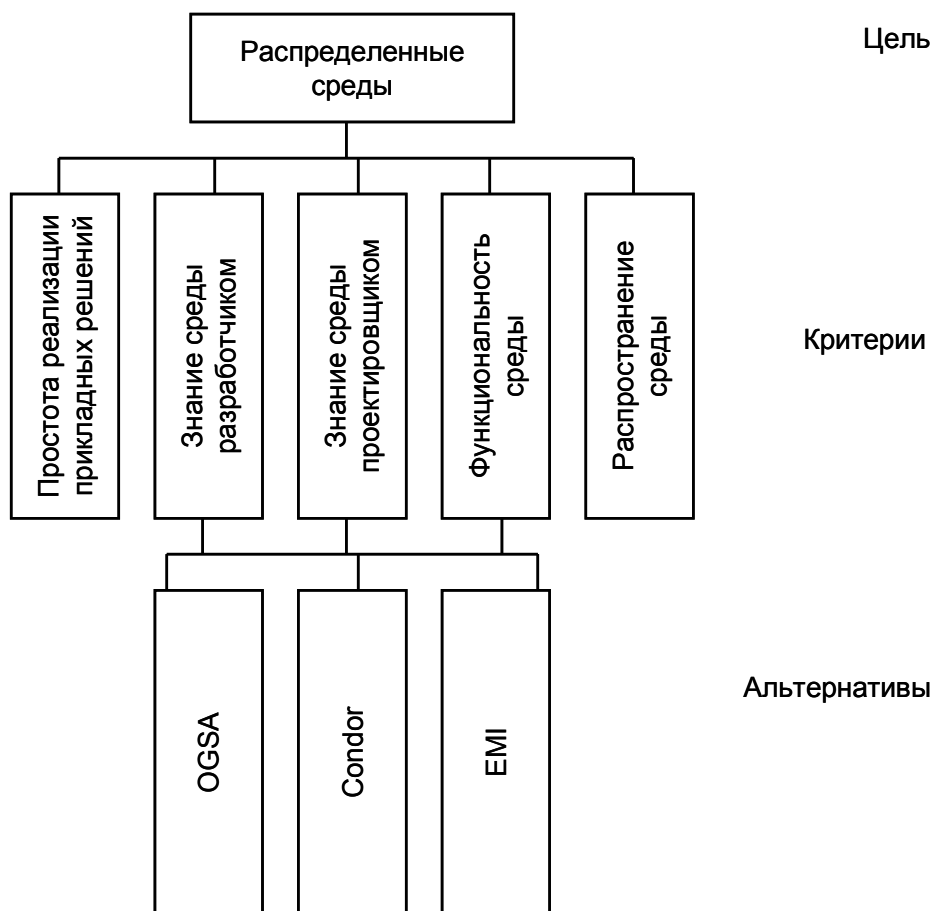 Распределенные
среды
Цель
Простота реализации
прикладных решений
Знание среды
разработчиком
Знание среды
проектировщиком
Функциональность
среды
Распространение
среды
Критерии
OGSA
Condor
EMI
Альтернативы